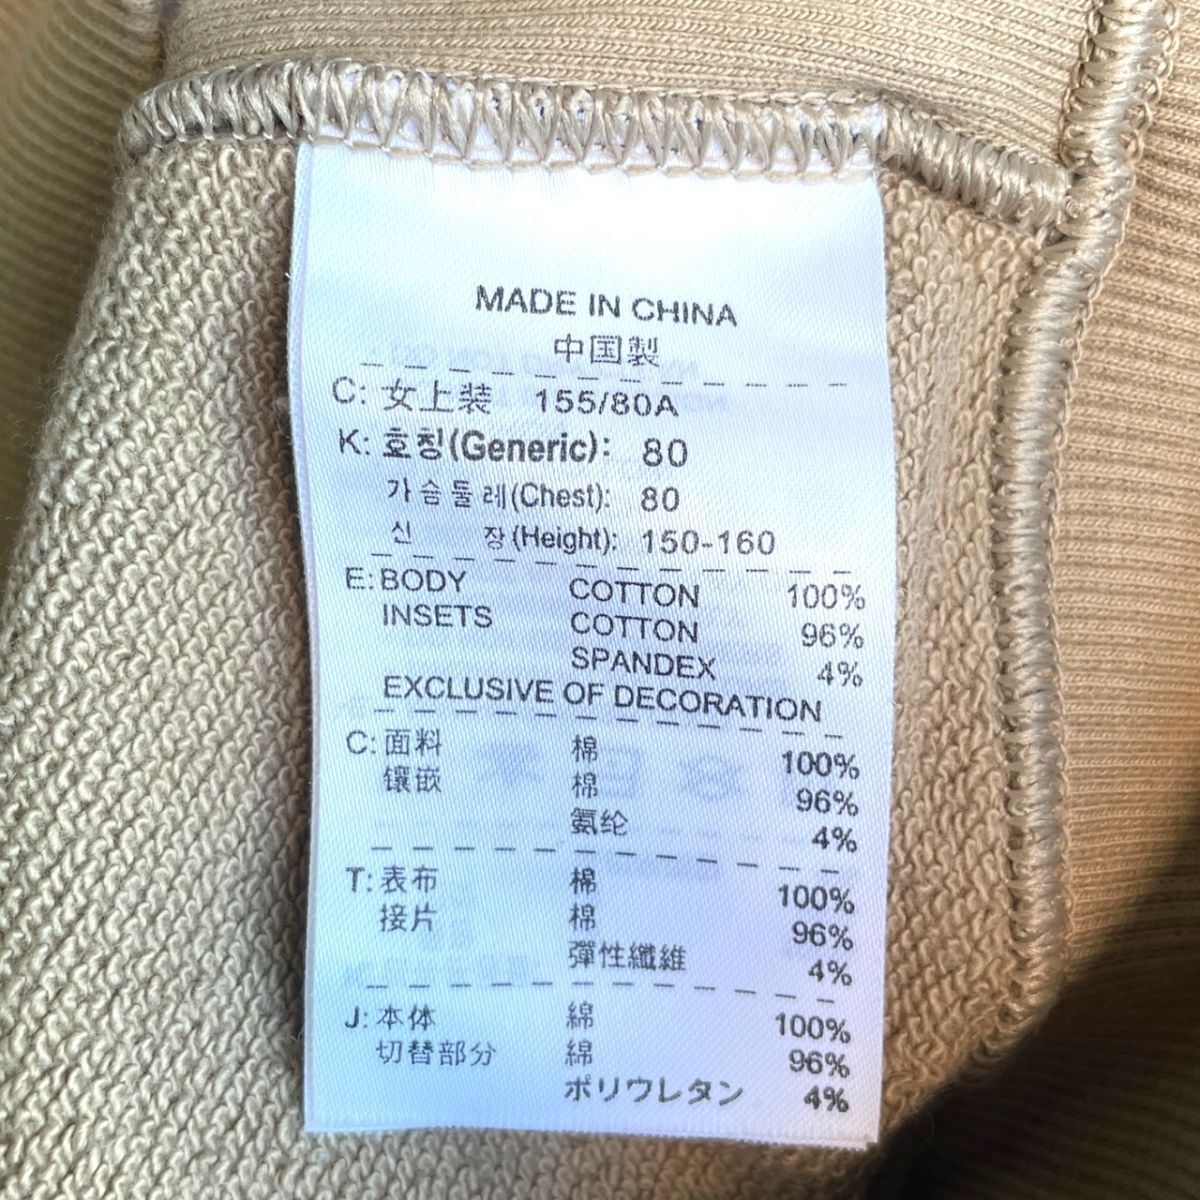 MADE IN CHINA
中国製
C: 女上装 155/80A
K: 호칭(Generic): 80
가슴둘레(Chest): 80
신 장(Height): 150-160
E: BODY COTTON 100%
INSETS COTTON 96%
SPANDEX 4%
EXCLUSIVE OF DECORATION
C: 面料 棉 100%
镶嵌 棉 96%
氨纶 4%
T: 表布 棉 100%
接片 棉 96%
彈性纖維 4%
J: 本体 綿 100%
切替部分 綿 96%
ポリウレタン 4%